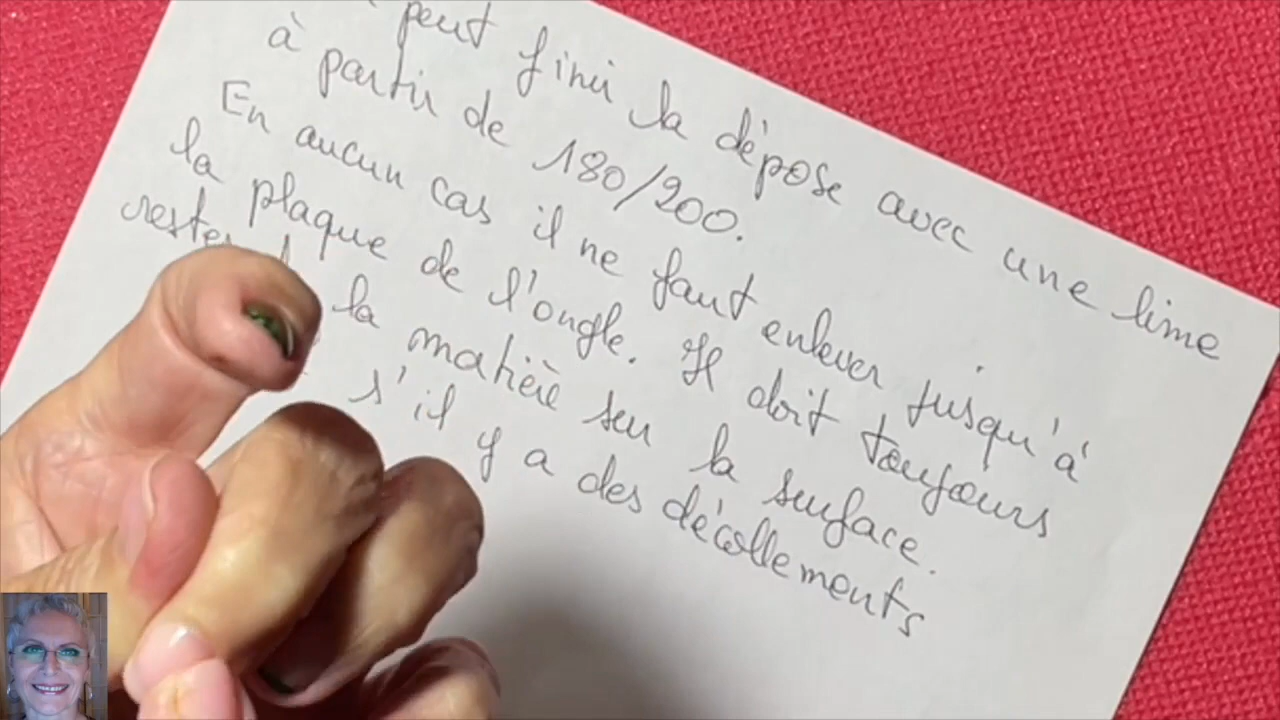 peut finir la dépose avec une lime
à partir de 180/200.
En aucun cas il ne faut enlever jusqu'à
la plaque de l'ongle. Il doit toujours
rester la matière sur la surface.
s'il y a des décollements